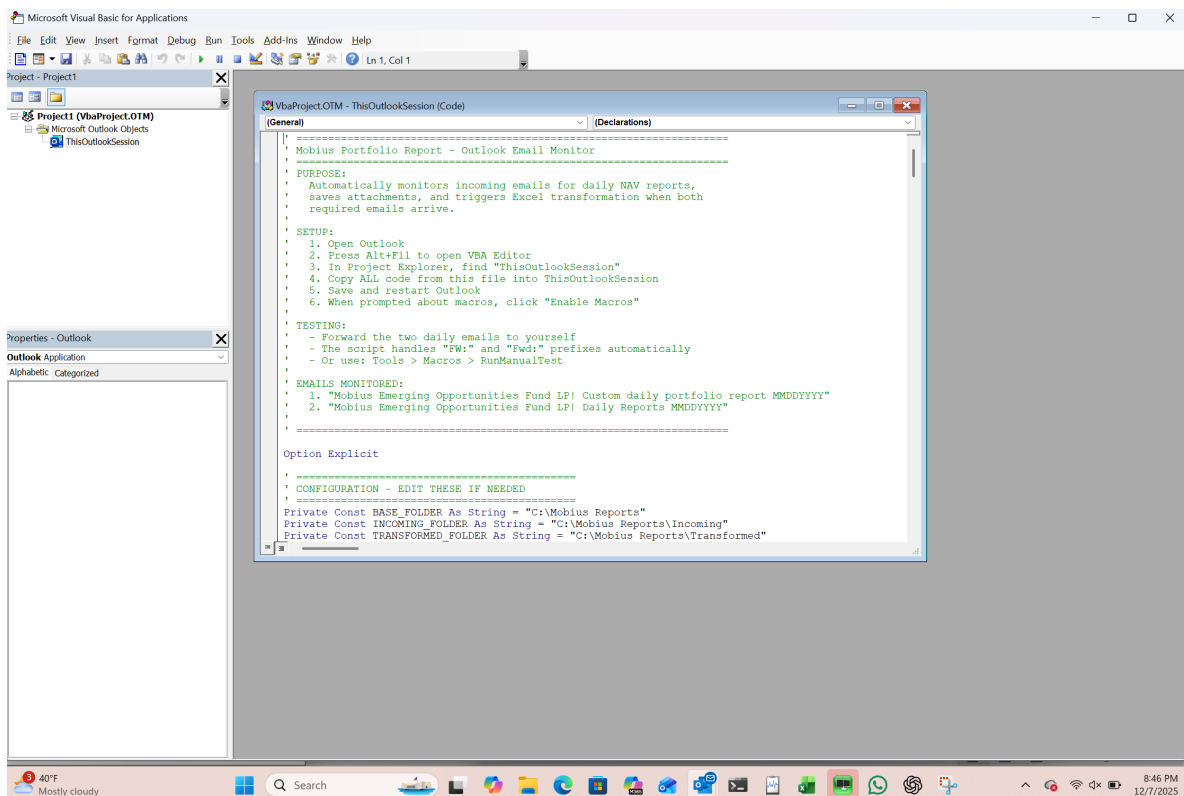 Microsoft Visual Basic for Applications
File Edit View Insert Format Debug Run Tools Add-Ins Window Help
Ln 1, Col 1
Project - Project1
Project1 (VbaProject.OTM)
Microsoft Outlook Objects
ThisOutlookSession
Properties - Outlook
Outlook Application
Alphabetic Categorized
VbaProject.OTM - ThisOutlookSession (Code)
(General) (Declarations)
' ====================================================================
' Mobius Portfolio Report - Outlook Email Monitor
' ====================================================================
' PURPOSE:
'   Automatically monitors incoming emails for daily NAV reports,
'   saves attachments, and triggers Excel transformation when both
'   required emails arrive.
'
' SETUP:
'   1. Open Outlook
'   2. Press Alt+F11 to open VBA Editor
'   3. In Project Explorer, find "ThisOutlookSession"
'   4. Copy ALL code from this file into ThisOutlookSession
'   5. Save and restart Outlook
'   6. When prompted about macros, click "Enable Macros"
'
' TESTING:
'   - Forward the two daily emails to yourself
'   - The script handles "FW:" and "Fwd:" prefixes automatically
'   - Or use: Tools > Macros > RunManualTest
'
' EMAILS MONITORED:
'   1. "Mobius Emerging Opportunities Fund LP| Custom daily portfolio report MMDDYYYY"
'   2. "Mobius Emerging Opportunities Fund LP| Daily Reports MMDDYYYY"
'
' ====================================================================
Option Explicit
' ============================================
' CONFIGURATION - EDIT THESE IF NEEDED
' ============================================
Private Const BASE_FOLDER As String = "C:\Mobius Reports"
Private Const INCOMING_FOLDER As String = "C:\Mobius Reports\Incoming"
Private Const TRANSFORMED_FOLDER As String = "C:\Mobius Reports\Transformed"
3
40°F
Mostly cloudy
Search
M365
8:46 PM
12/7/2025